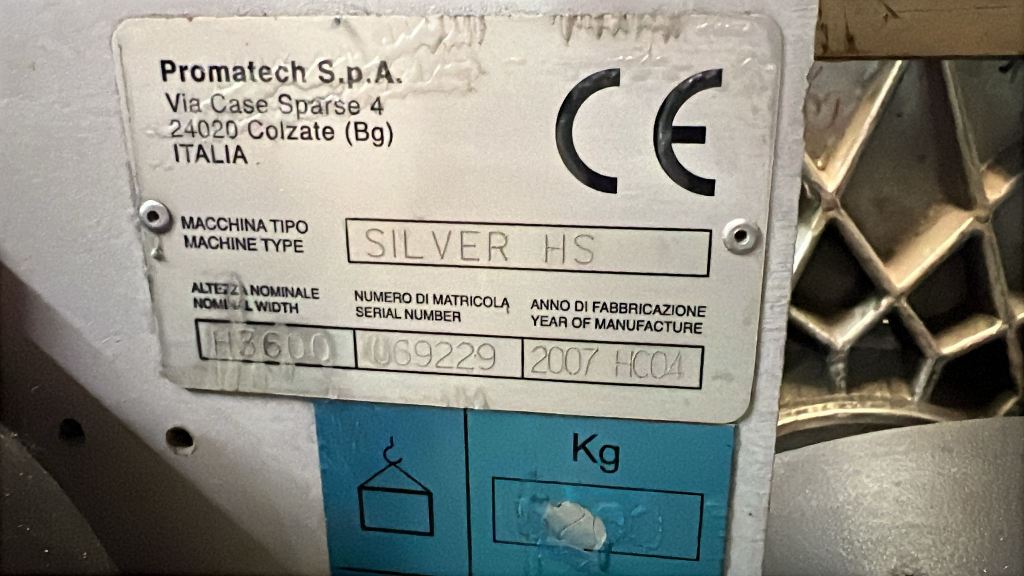 Promatech S.p.A.
Via Case Sparse 4
24020 Colzate (Bg)
ITALIA
CE
MACCHINA TIPO
MACHINE TYPE
SILVER HS
ALTEZZA NOMINALE
NOMINAL WIDTH
NUMERO DI MATRICOLA
SERIAL NUMBER
ANNO DI FABBRICAZIONE
YEAR OF MANUFACTURE
H3600
U69229
2007 HC04
Kg